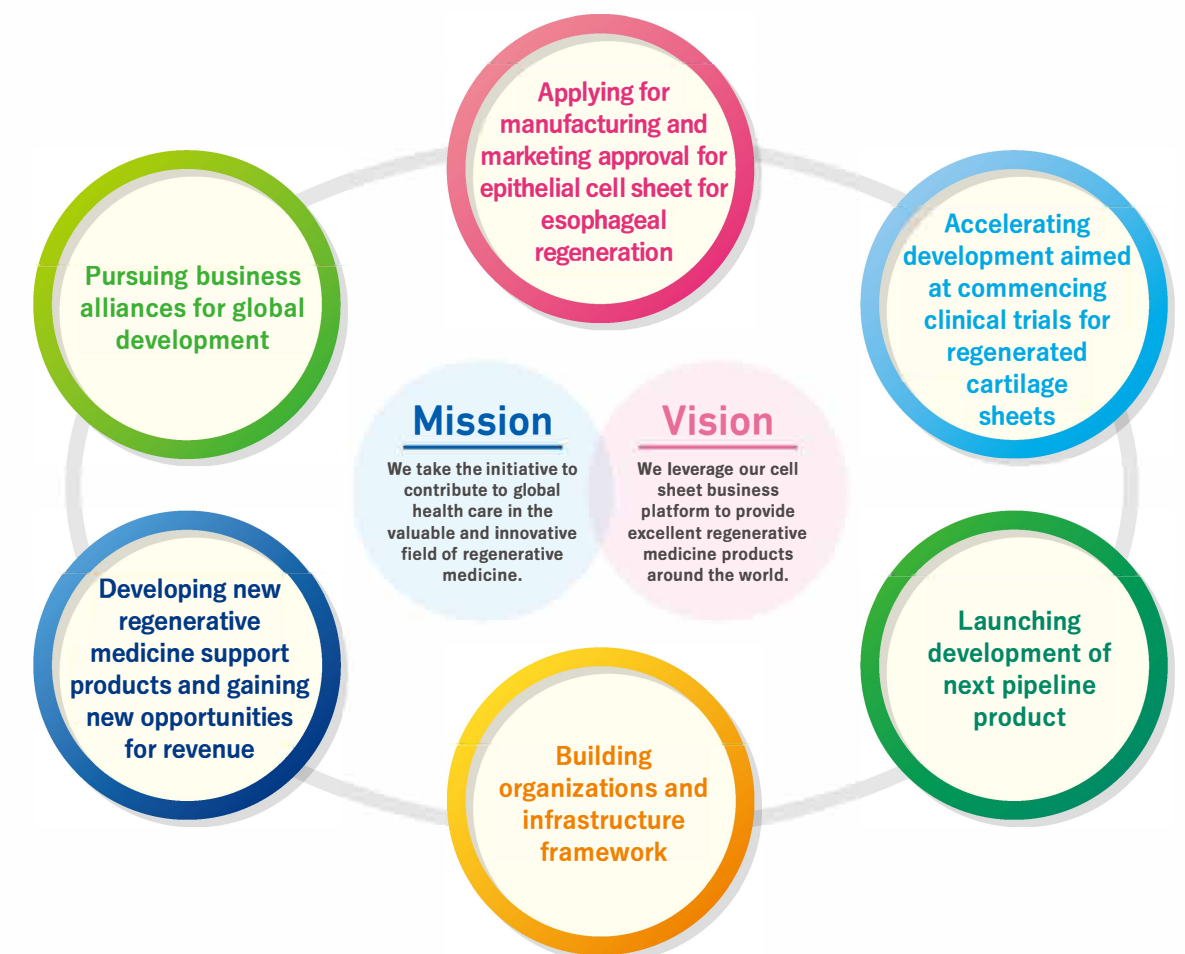 Applying for
manufacturing and
marketing approval for
epithelial cell sheet for
esophageal
regeneration
Accelerating
development aimed
at commencing
clinical trials for
regenerated
cartilage
sheets
Pursuing business
alliances for global
development
Mission
We take the initiative to
contribute to global
health care in the
valuable and innovative
field of regenerative
medicine.
Vision
We leverage our cell
sheet business
platform to provide
excellent regenerative
medicine products
around the world.
Developing new
regenerative
medicine support
products and gaining
new opportunities
for revenue
Launching
development of
next pipeline
product
Building
organizations and
infrastructure
framework